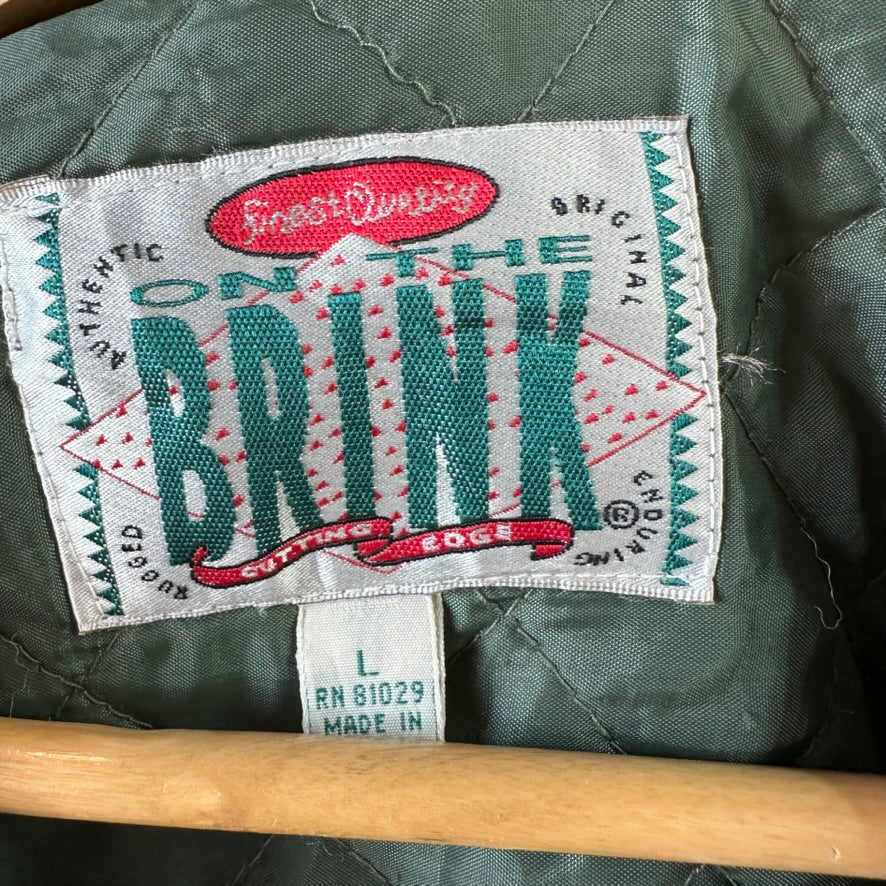 Finest Quality
AUTHENTIC
ORIGINAL
ON THE
BRINK
®
CUTTING EDGE
RUGGED
ENDURING
L
RN 81029
MADE IN